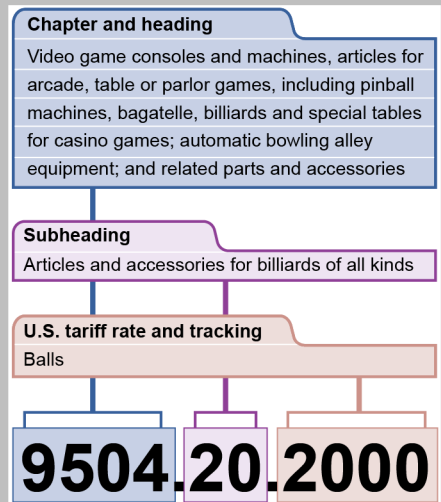 Chapter and heading
Video game consoles and machines, articles for
arcade, table or parlor games, including pinball
machines, bagatelle, billiards and special tables
for casino games; automatic bowling alley
equipment; and related parts and accessories
Subheading
Articles and accessories for billiards of all kinds
U.S. tariff rate and tracking
Balls
9504.20.2000